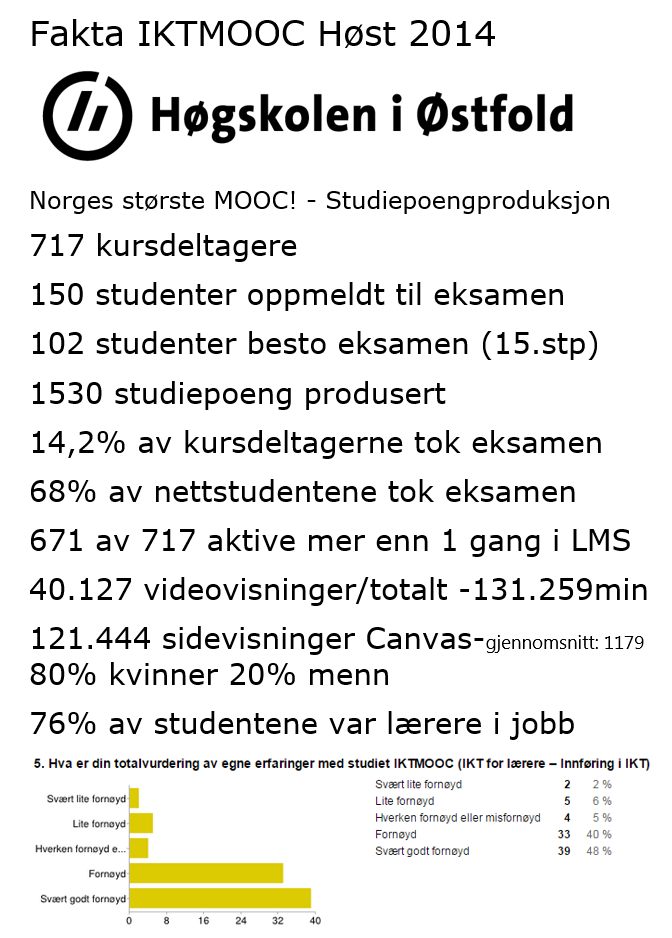 Fakta IKTMOOC Høst 2014
Høgskolen i Østfold
Norges største MOOC! - Studiepoengproduksjon
717 kursdeltagere
150 studenter oppmeldt til eksamen
102 studenter besto eksamen (15.stp)
1530 studiepoeng produsert
14,2% av kursdeltagerne tok eksamen
68% av nettstudentene tok eksamen
671 av 717 aktive mer enn 1 gang i LMS
40.127 videovisninger/totalt -131.259min
121.444 sidevisninger Canvas-gjennomsnitt: 1179
80% kvinner 20% menn
76% av studentene var lærere i jobb
5. Hva er din totalvurdering av egne erfaringer med studiet IKTMOOC (IKT for lærere – Innføring i IKT)
Svært lite fornøyd
Lite fornøyd
Hverken fornøyd e...
Fornøyd
Svært godt fornøyd
0 8 16 24 32 40
Svært lite fornøyd 2 2 %
Lite fornøyd 5 6 %
Hverken fornøyd eller misfornøyd 4 5 %
Fornøyd 33 40 %
Svært godt fornøyd 39 48 %